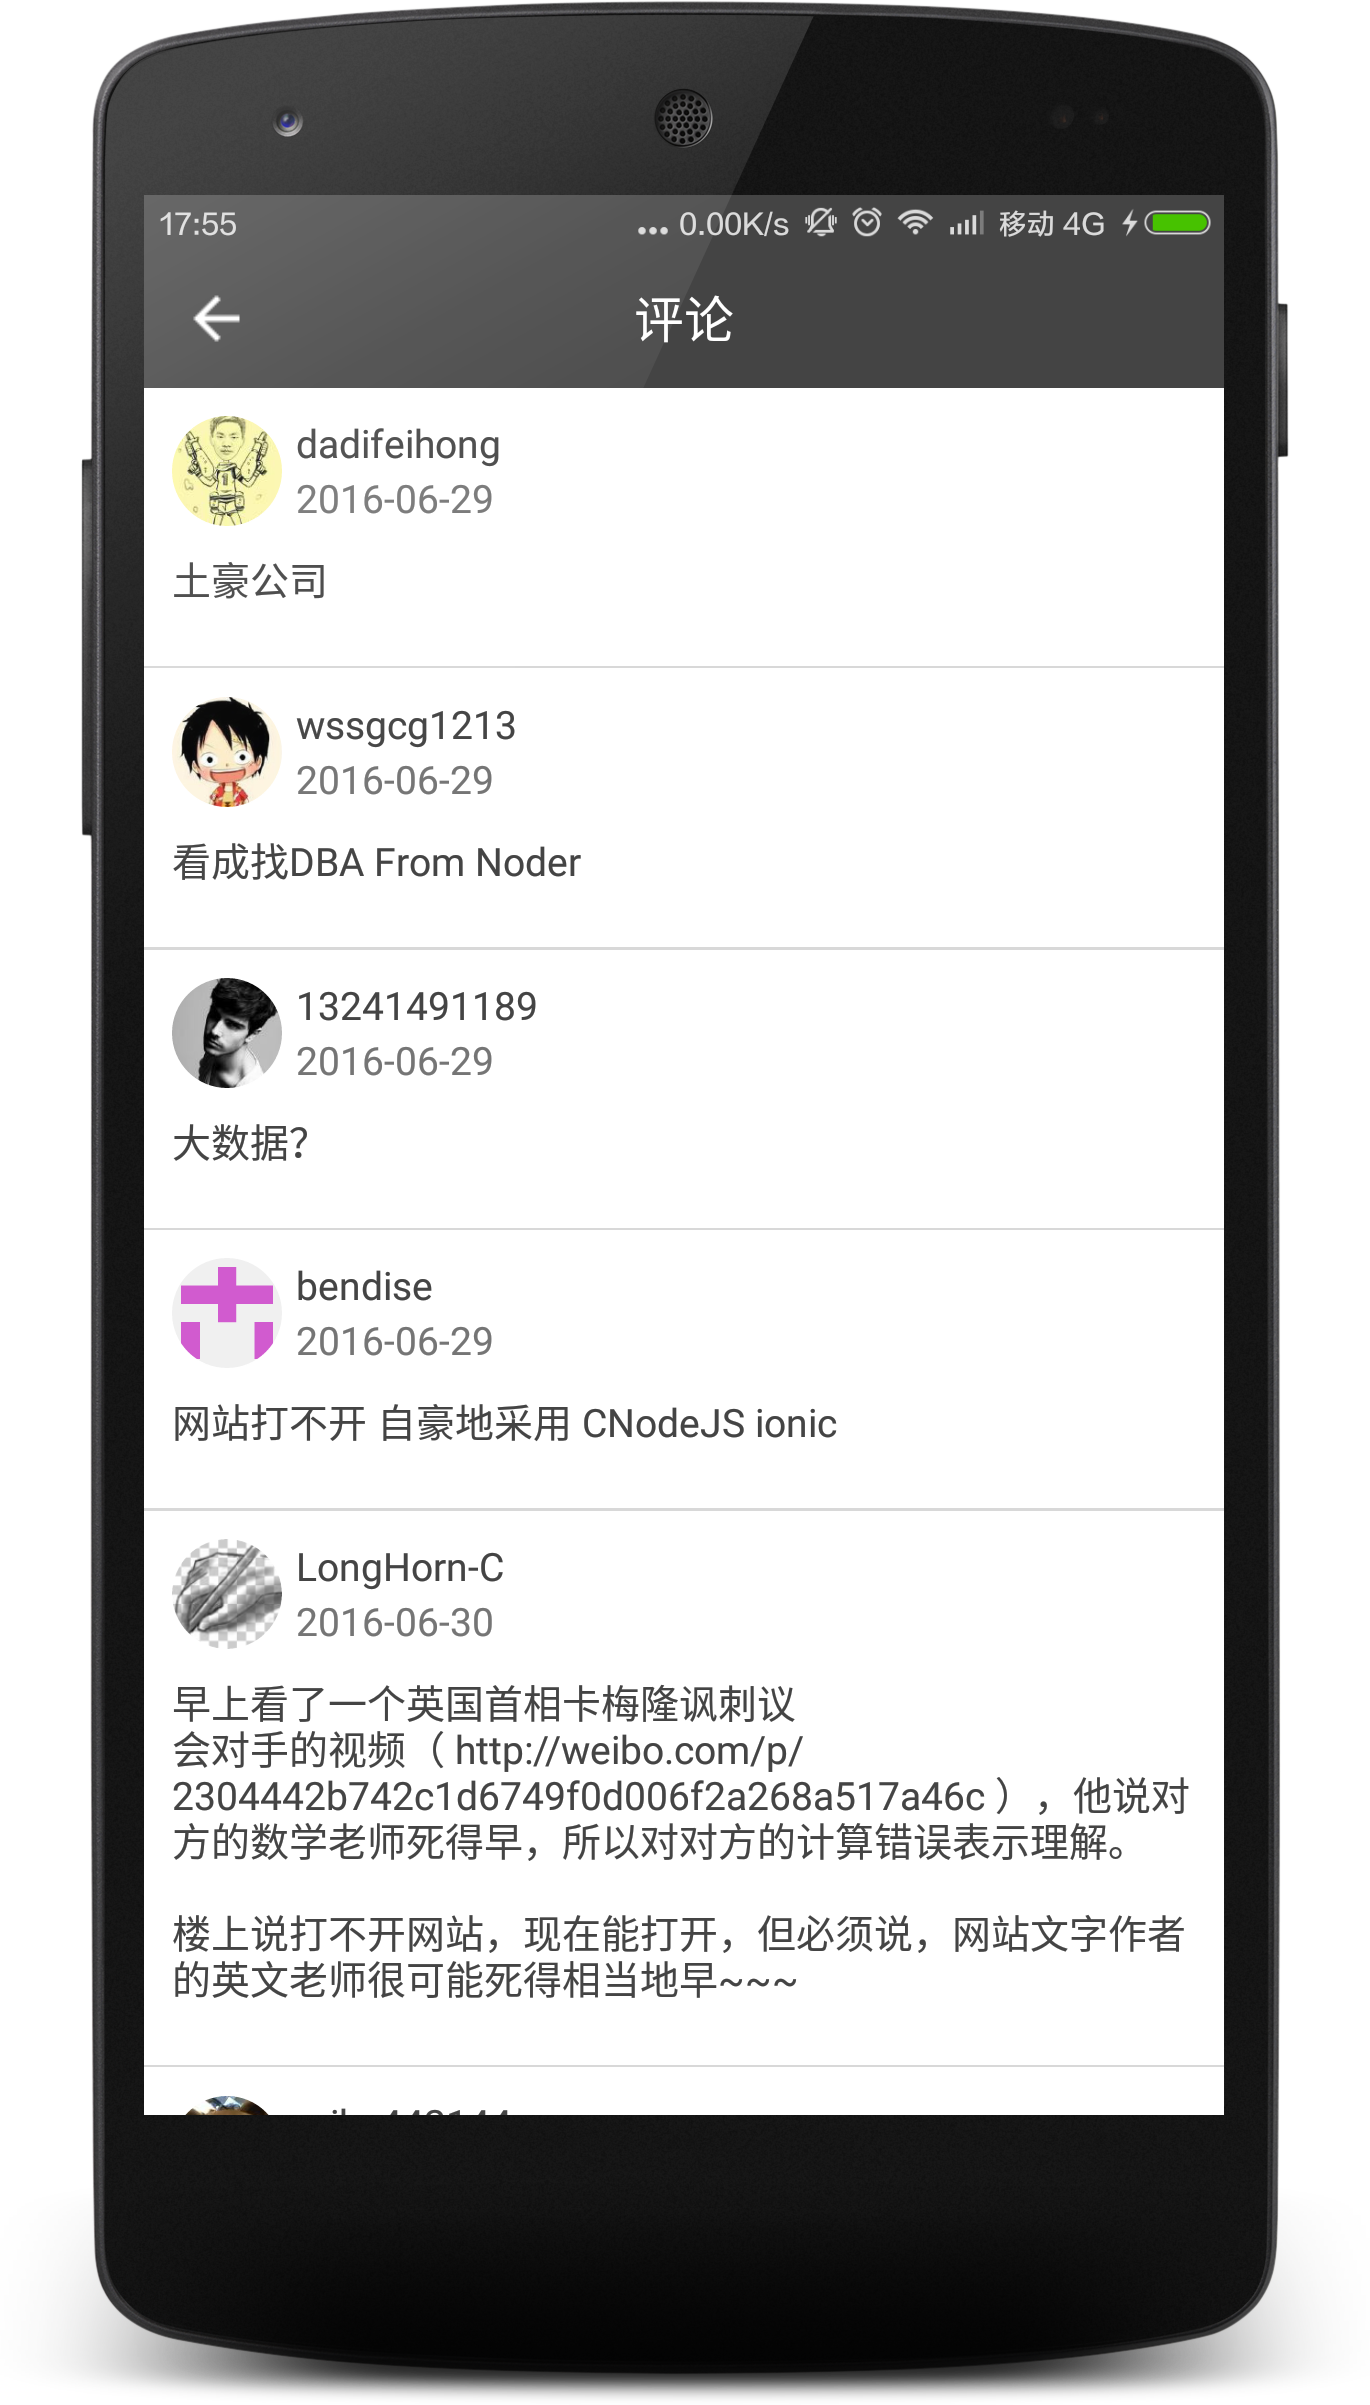 17:55
... 0.00K/s 移动 4G
评论
dadifeihong
2016-06-29
土豪公司
wssgcg1213
2016-06-29
看成找DBA From Noder
13241491189
2016-06-29
大数据?
bendise
2016-06-29
网站打不开 自豪地采用 CNodeJS ionic
LongHorn-C
2016-06-30
早上看了一个英国首相卡梅隆讽刺议
会对手的视频（ http://weibo.com/p/
2304442b742c1d6749f0d006f2a268a517a46c ），他说对
方的数学老师死得早，所以对对方的计算错误表示理解。
楼上说打不开网站，现在能打开，但必须说，网站文字作者
的英文老师很可能死得相当地早~~~